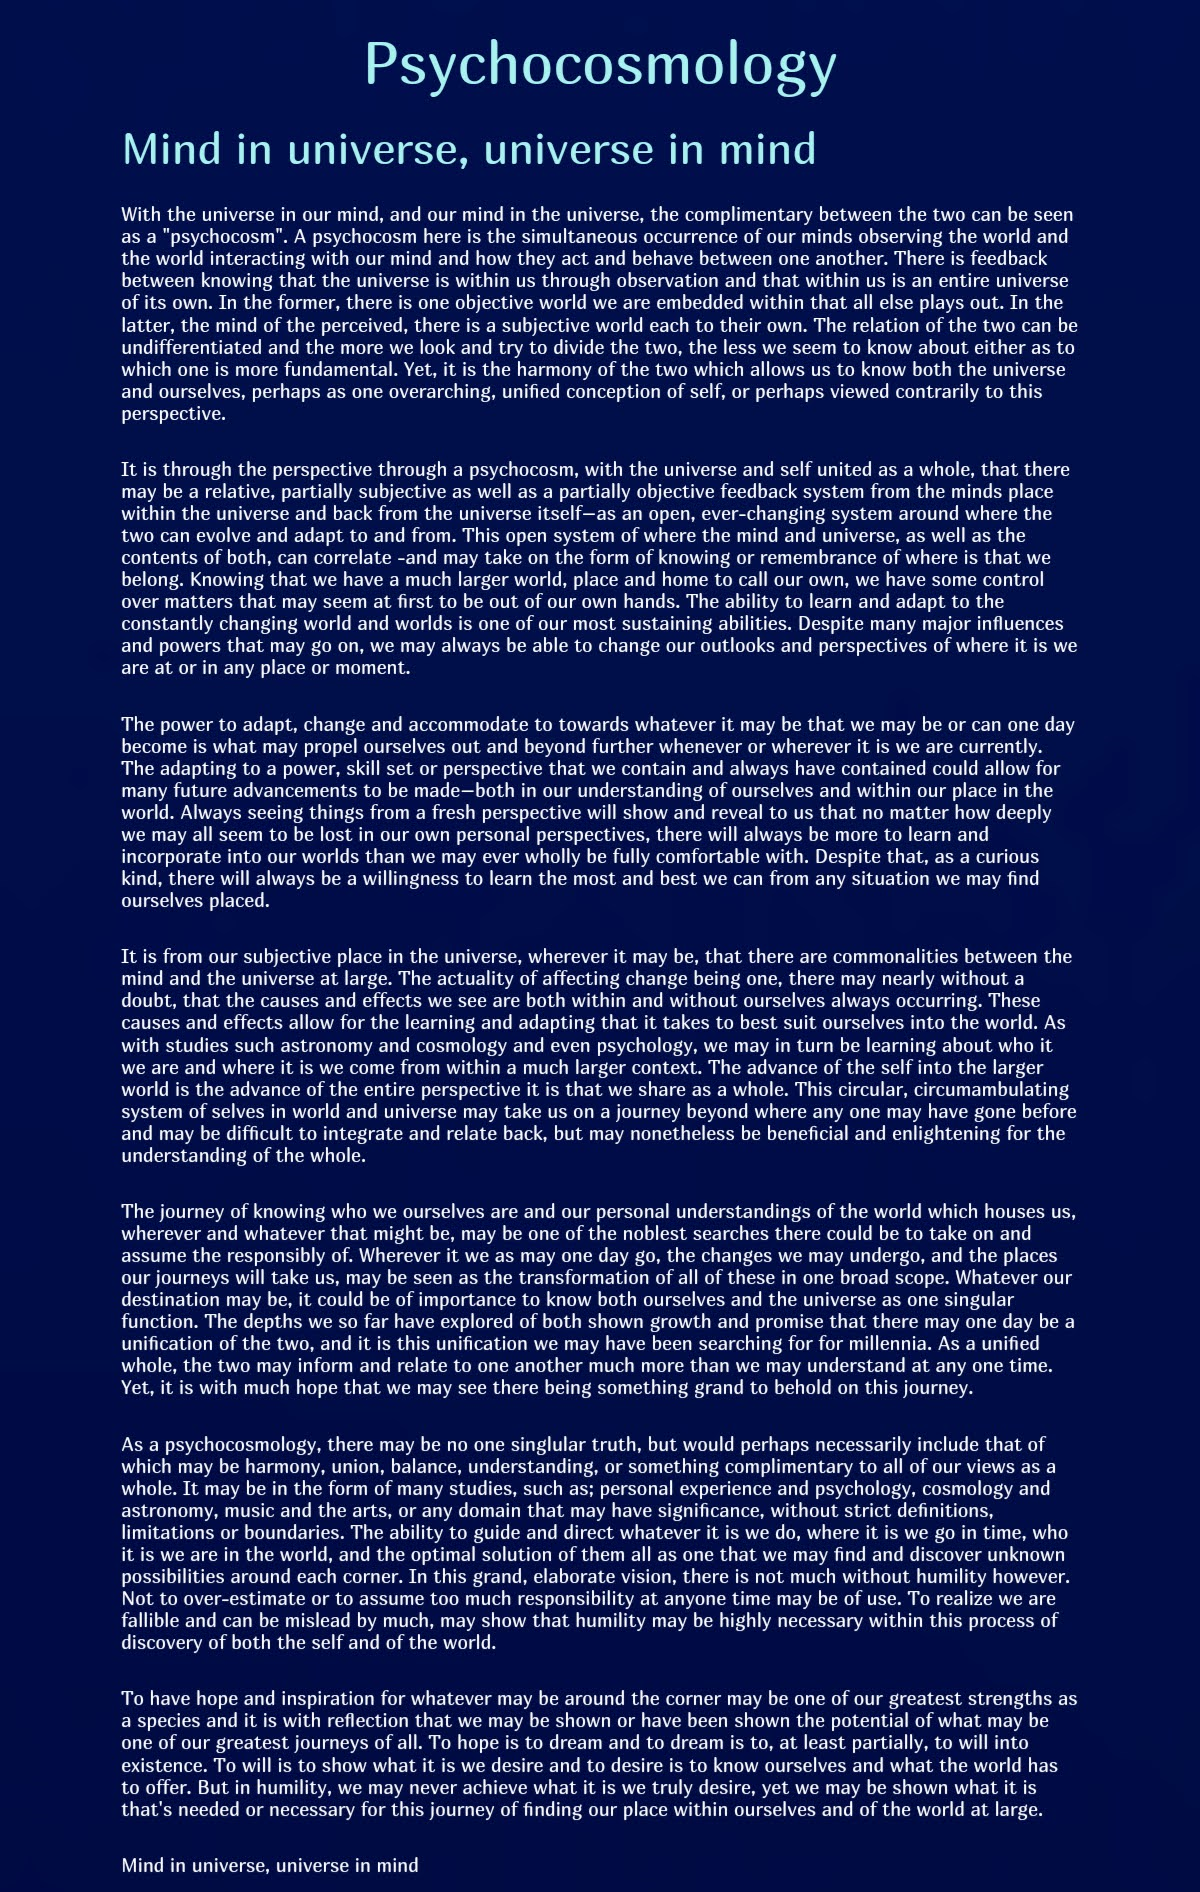 Psychocosmology
Mind in universe, universe in mind
With the universe in our mind, and our mind in the universe, the complimentary between the two can be seen
as a "psychocosm". A psychocosm here is the simultaneous occurrence of our minds observing the world and
the world interacting with our mind and how they act and behave between one another. There is feedback
between knowing that the universe is within us through observation and that within us is an entire universe
of its own. In the former, there is one objective world we are embedded within that all else plays out. In the
latter, the mind of the perceived, there is a subjective world each to their own. The relation of the two can be
undifferentiated and the more we look and try to divide the two, the less we seem to know about either as to
which one is more fundamental. Yet, it is the harmony of the two which allows us to know both the universe
and ourselves, perhaps as one overarching, unified conception of self, or perhaps viewed contrarily to this
perspective.
It is through the perspective through a psychocosm, with the universe and self united as a whole, that there
may be a relative, partially subjective as well as a partially objective feedback system from the minds place
within the universe and back from the universe itself—as an open, ever-changing system around where the
two can evolve and adapt to and from. This open system of where the mind and universe, as well as the
contents of both, can correlate -and may take on the form of knowing or remembrance of where is that we
belong. Knowing that we have a much larger world, place and home to call our own, we have some control
over matters that may seem at first to be out of our own hands. The ability to learn and adapt to the
constantly changing world and worlds is one of our most sustaining abilities. Despite many major influences
and powers that may go on, we may always be able to change our outlooks and perspectives of where it is we
are at or in any place or moment.
The power to adapt, change and accommodate to towards whatever it may be that we may be or can one day
become is what may propel ourselves out and beyond further whenever or wherever it is we are currently.
The adapting to a power, skill set or perspective that we contain and always have contained could allow for
many future advancements to be made—both in our understanding of ourselves and within our place in the
world. Always seeing things from a fresh perspective will show and reveal to us that no matter how deeply
we may all seem to be lost in our own personal perspectives, there will always be more to learn and
incorporate into our worlds than we may ever wholly be fully comfortable with. Despite that, as a curious
kind, there will always be a willingness to learn the most and best we can from any situation we may find
ourselves placed.
It is from our subjective place in the universe, wherever it may be, that there are commonalities between the
mind and the universe at large. The actuality of affecting change being one, there may nearly without a
doubt, that the causes and effects we see are both within and without ourselves always occurring. These
causes and effects allow for the learning and adapting that it takes to best suit ourselves into the world. As
with studies such astronomy and cosmology and even psychology, we may in turn be learning about who it
we are and where it is we come from within a much larger context. The advance of the self into the larger
world is the advance of the entire perspective it is that we share as a whole. This circular, circumambulating
system of selves in world and universe may take us on a journey beyond where any one may have gone before
and may be difficult to integrate and relate back, but may nonetheless be beneficial and enlightening for the
understanding of the whole.
The journey of knowing who we ourselves are and our personal understandings of the world which houses us,
wherever and whatever that might be, may be one of the noblest searches there could be to take on and
assume the responsibly of. Wherever it we as may one day go, the changes we may undergo, and the places
our journeys will take us, may be seen as the transformation of all of these in one broad scope. Whatever our
destination may be, it could be of importance to know both ourselves and the universe as one singular
function. The depths we so far have explored of both shown growth and promise that there may one day be a
unification of the two, and it is this unification we may have been searching for for millennia. As a unified
whole, the two may inform and relate to one another much more than we may understand at any one time.
Yet, it is with much hope that we may see there being something grand to behold on this journey.
As a psychocosmology, there may be no one singlular truth, but would perhaps necessarily include that of
which may be harmony, union, balance, understanding, or something complimentary to all of our views as a
whole. It may be in the form of many studies, such as; personal experience and psychology, cosmology and
astronomy, music and the arts, or any domain that may have significance, without strict definitions,
limitations or boundaries. The ability to guide and direct whatever it is we do, where it is we go in time, who
it is we are in the world, and the optimal solution of them all as one that we may find and discover unknown
possibilities around each corner. In this grand, elaborate vision, there is not much without humility however.
Not to over-estimate or to assume too much responsibility at anyone time may be of use. To realize we are
fallible and can be mislead by much, may show that humility may be highly necessary within this process of
discovery of both the self and of the world.
To have hope and inspiration for whatever may be around the corner may be one of our greatest strengths as
a species and it is with reflection that we may be shown or have been shown the potential of what may be
one of our greatest journeys of all. To hope is to dream and to dream is to, at least partially, to will into
existence. To will is to show what it is we desire and to desire is to know ourselves and what the world has
to offer. But in humility, we may never achieve what it is we truly desire, yet we may be shown what it is
that's needed or necessary for this journey of finding our place within ourselves and of the world at large.
Mind in universe, universe in mind